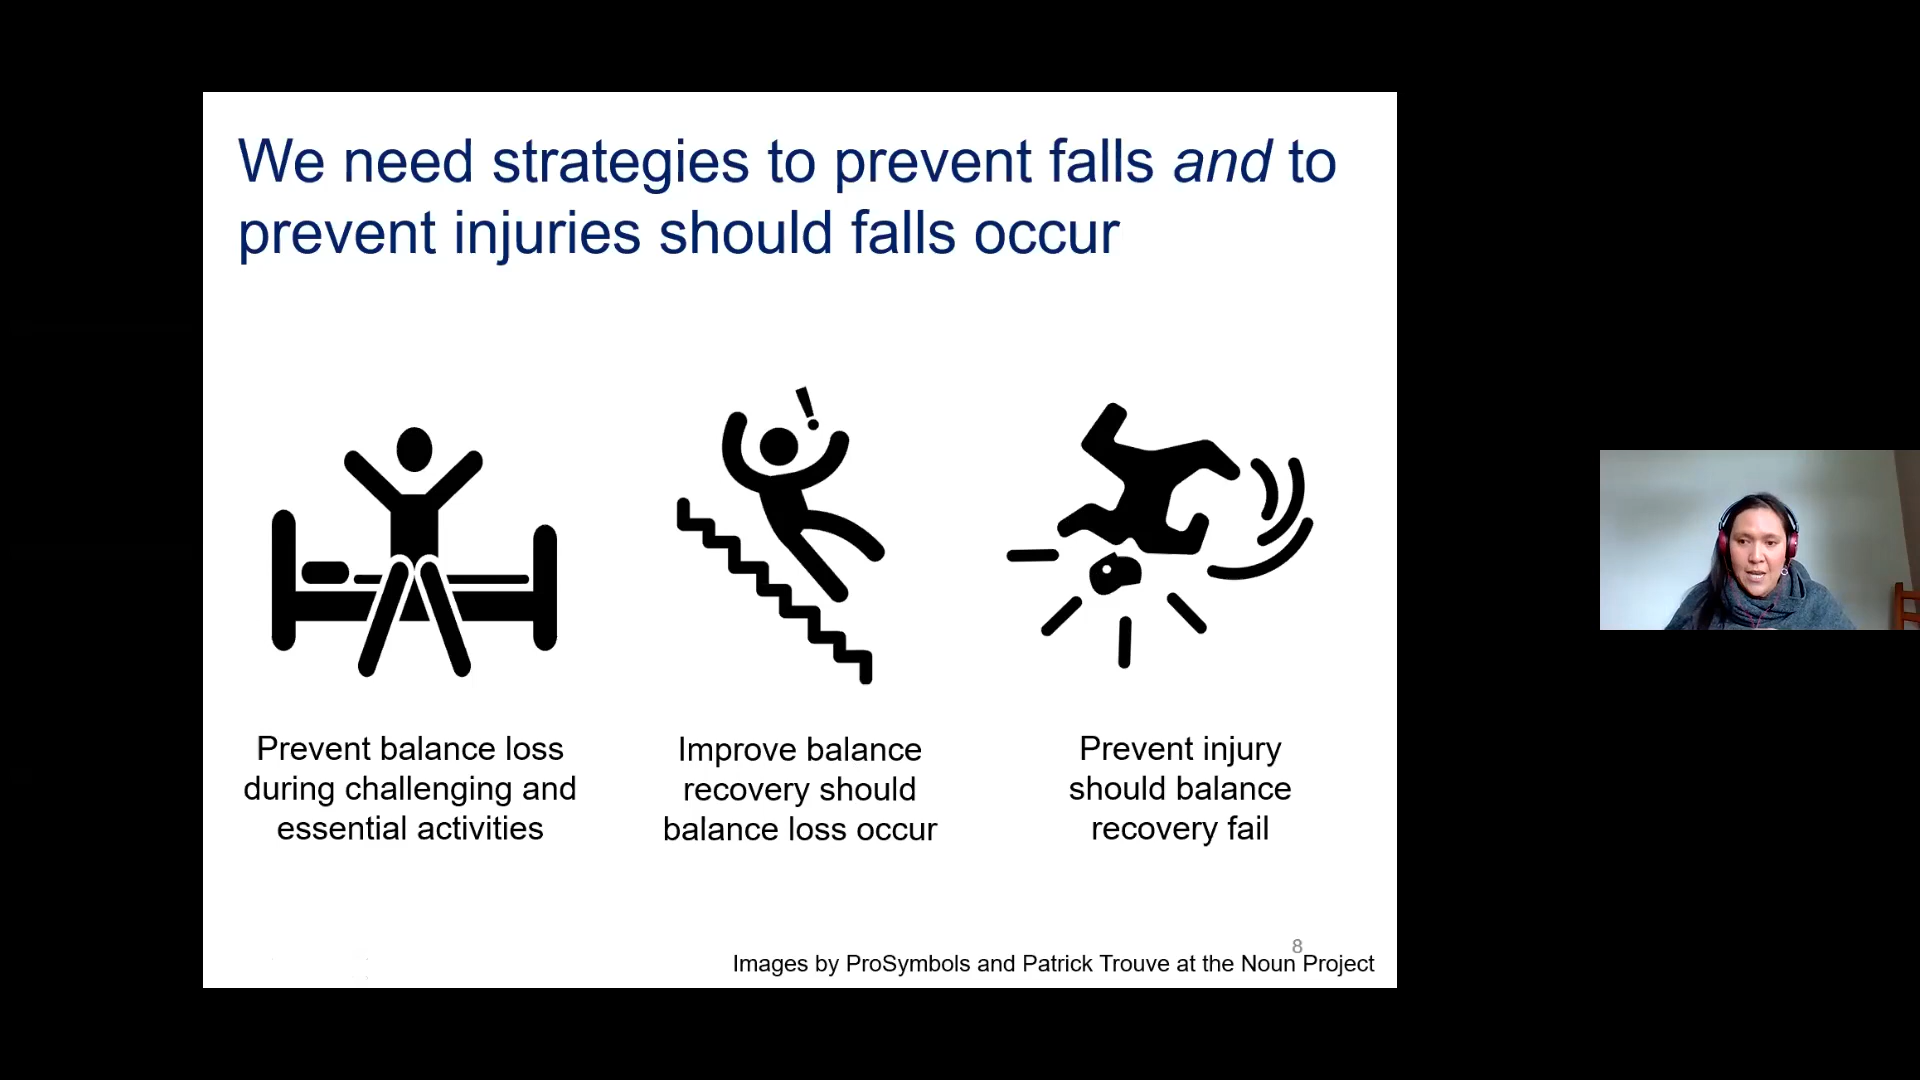 We need strategies to prevent falls and to
prevent injuries should falls occur
!
Prevent balance loss
during challenging and
essential activities
Improve balance
recovery should
balance loss occur
Prevent injury
should balance
recovery fail
8
Images by ProSymbols and Patrick Trouve at the Noun Project